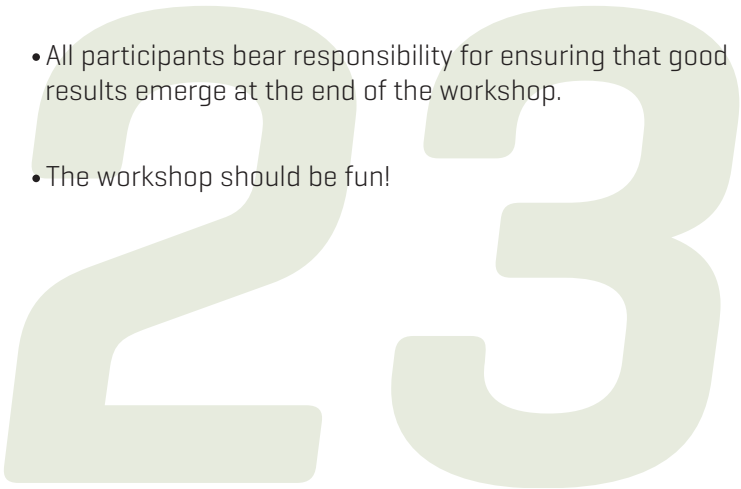 • All participants bear responsibility for ensuring that good
results emerge at the end of the workshop.
• The workshop should be fun!
23